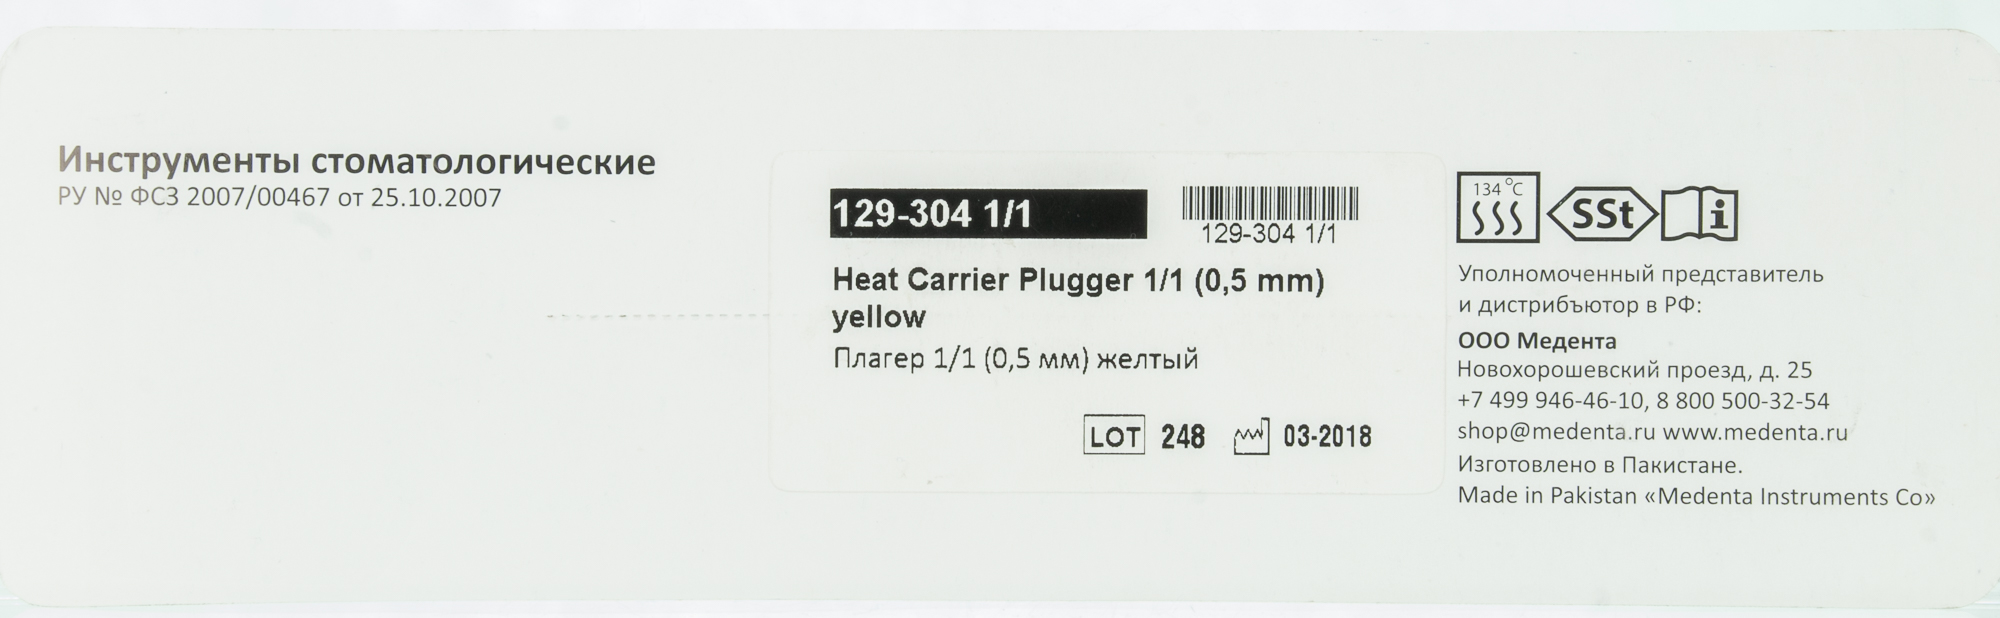 Инструменты стоматологические
РУ № ФСЗ 2007/00467 от 25.10.2007
129-304 1/1
129-304 1/1
Heat Carrier Plugger 1/1 (0,5 mm)
yellow
Плагер 1/1 (0,5 мм) желтый
LOT 248 03-2018
134 °C
SSt
i
Уполномоченный представитель
и дистрибъютор в РФ:
ООО Медента
Новохорошевский проезд, д. 25
+7 499 946-46-10, 8 800 500-32-54
shop@medenta.ru www.medenta.ru
Изготовлено в Пакистане.
Made in Pakistan «Medenta Instruments Co»